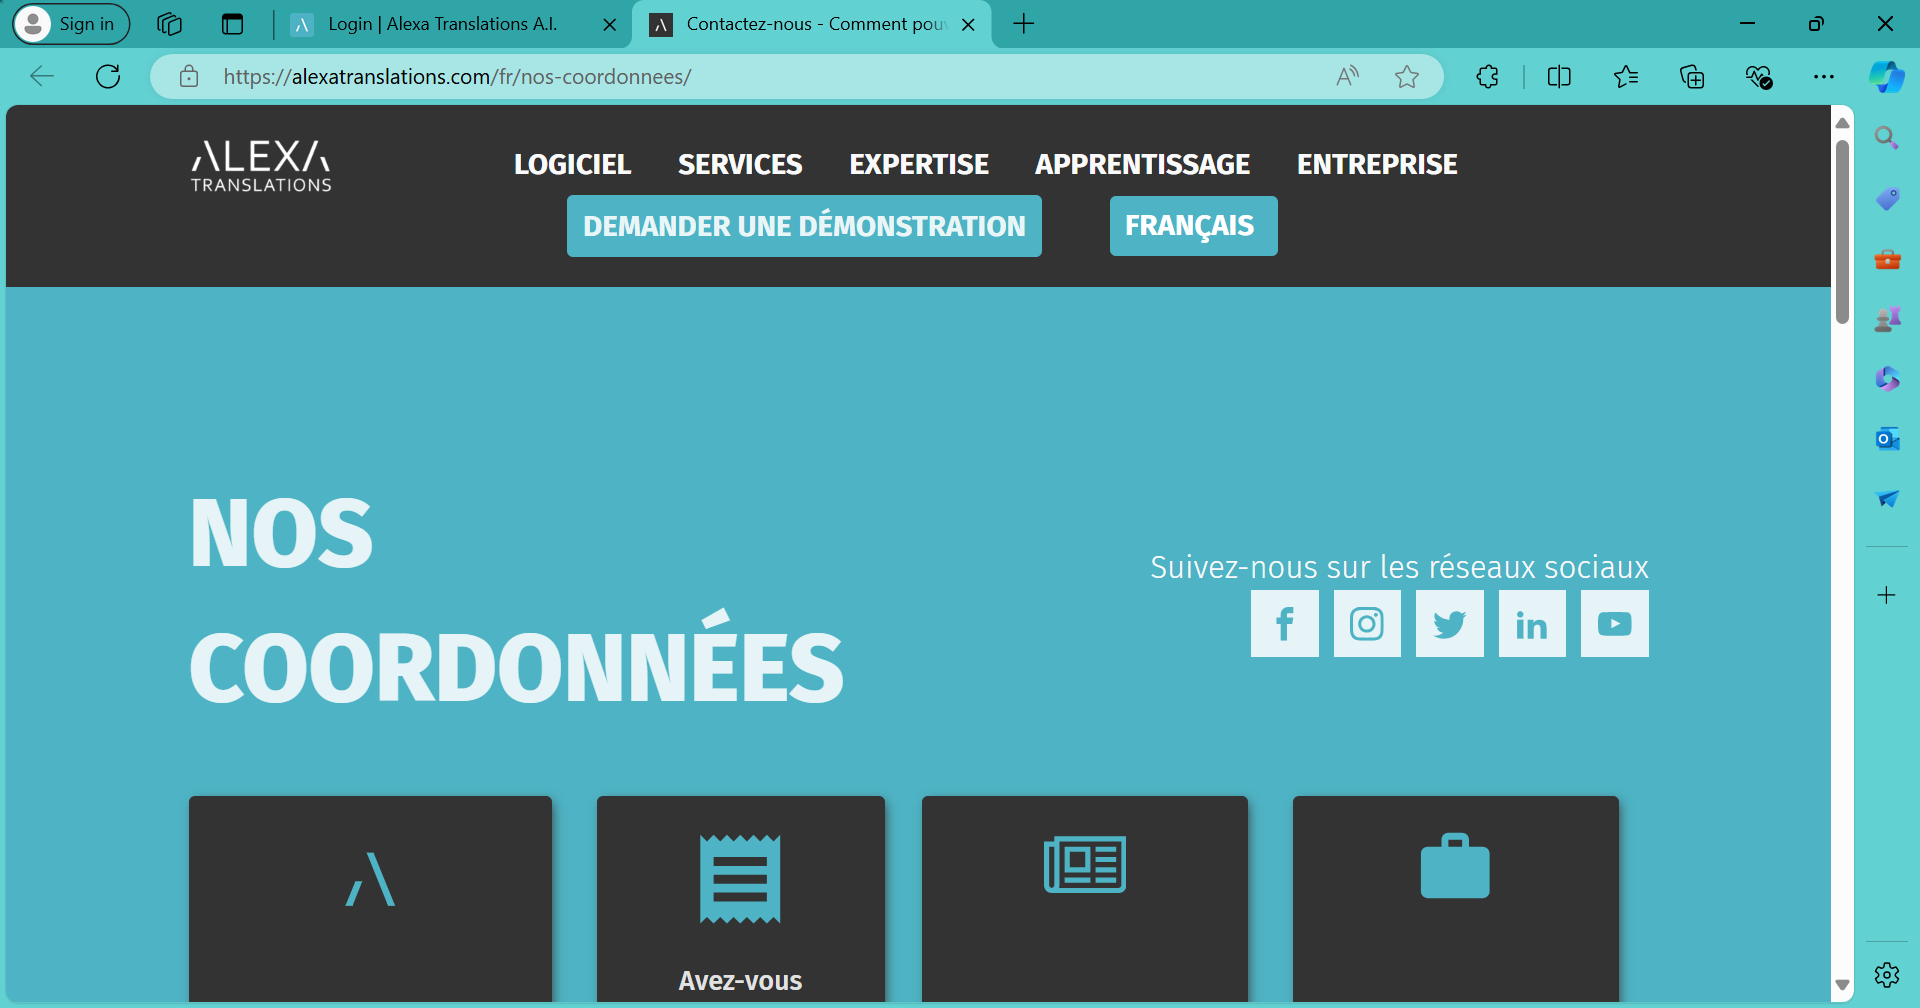 Sign in
Login | Alexa Translations A.I.
Contactez-nous - Comment pou
https://alexatranslations.com/fr/nos-coordonnees/
ALEXA
TRANSLATIONS
LOGICIEL SERVICES EXPERTISE APPRENTISSAGE ENTREPRISE
DEMANDER UNE DÉMONSTRATION FRANÇAIS
NOS
COORDONNÉES
Suivez-nous sur les réseaux sociaux
Avez-vous